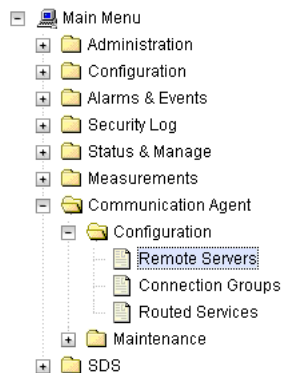 Main Menu
Administration
Configuration
Alarms & Events
Security Log
Status & Manage
Measurements
Communication Agent
Configuration
Remote Servers
Connection Groups
Routed Services
Maintenance
SDS